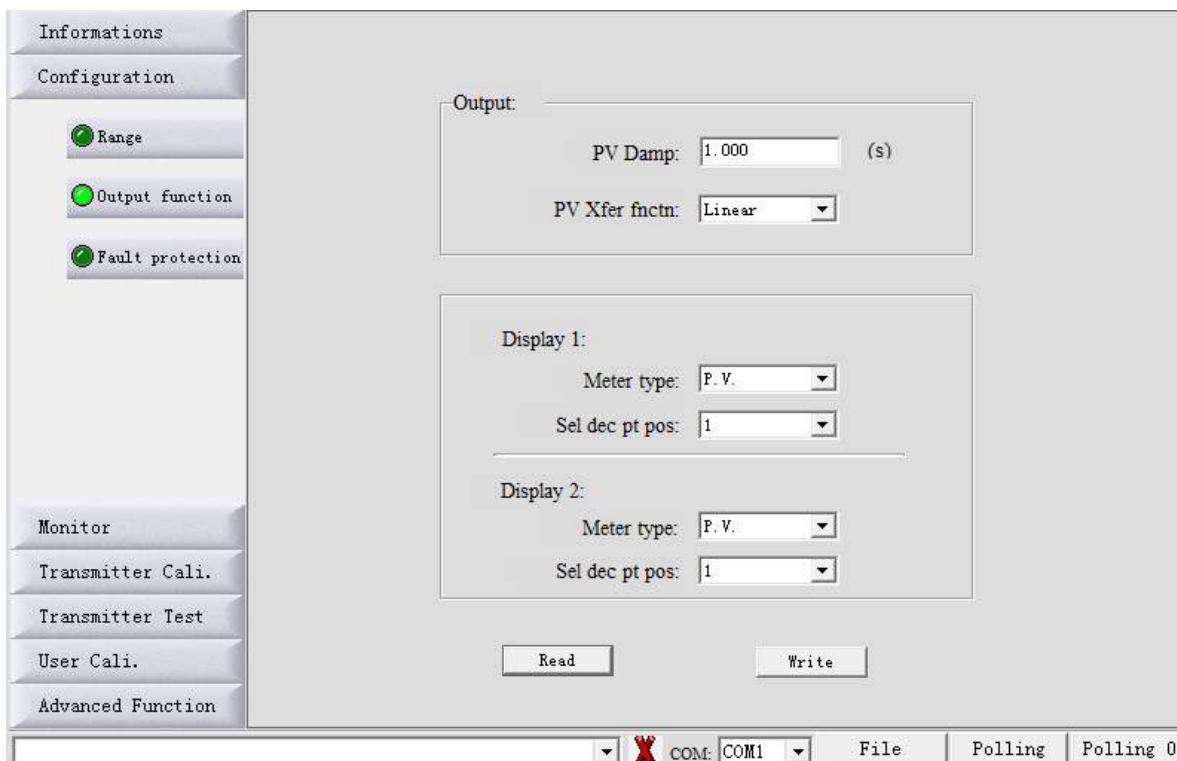 Informations
Configuration
Range
Output function
Fault protection
Monitor
Transmitter Cali.
Transmitter Test
User Cali.
Advanced Function
Output:
PV Damp: 1.000 (s)
PV Xfer fnctn: Linear
Display 1:
Meter type: P.V.
Sel dec pt pos: 1
Display 2:
Meter type: P.V.
Sel dec pt pos: 1
Read Write
COM: COM1 File Polling Polling 0